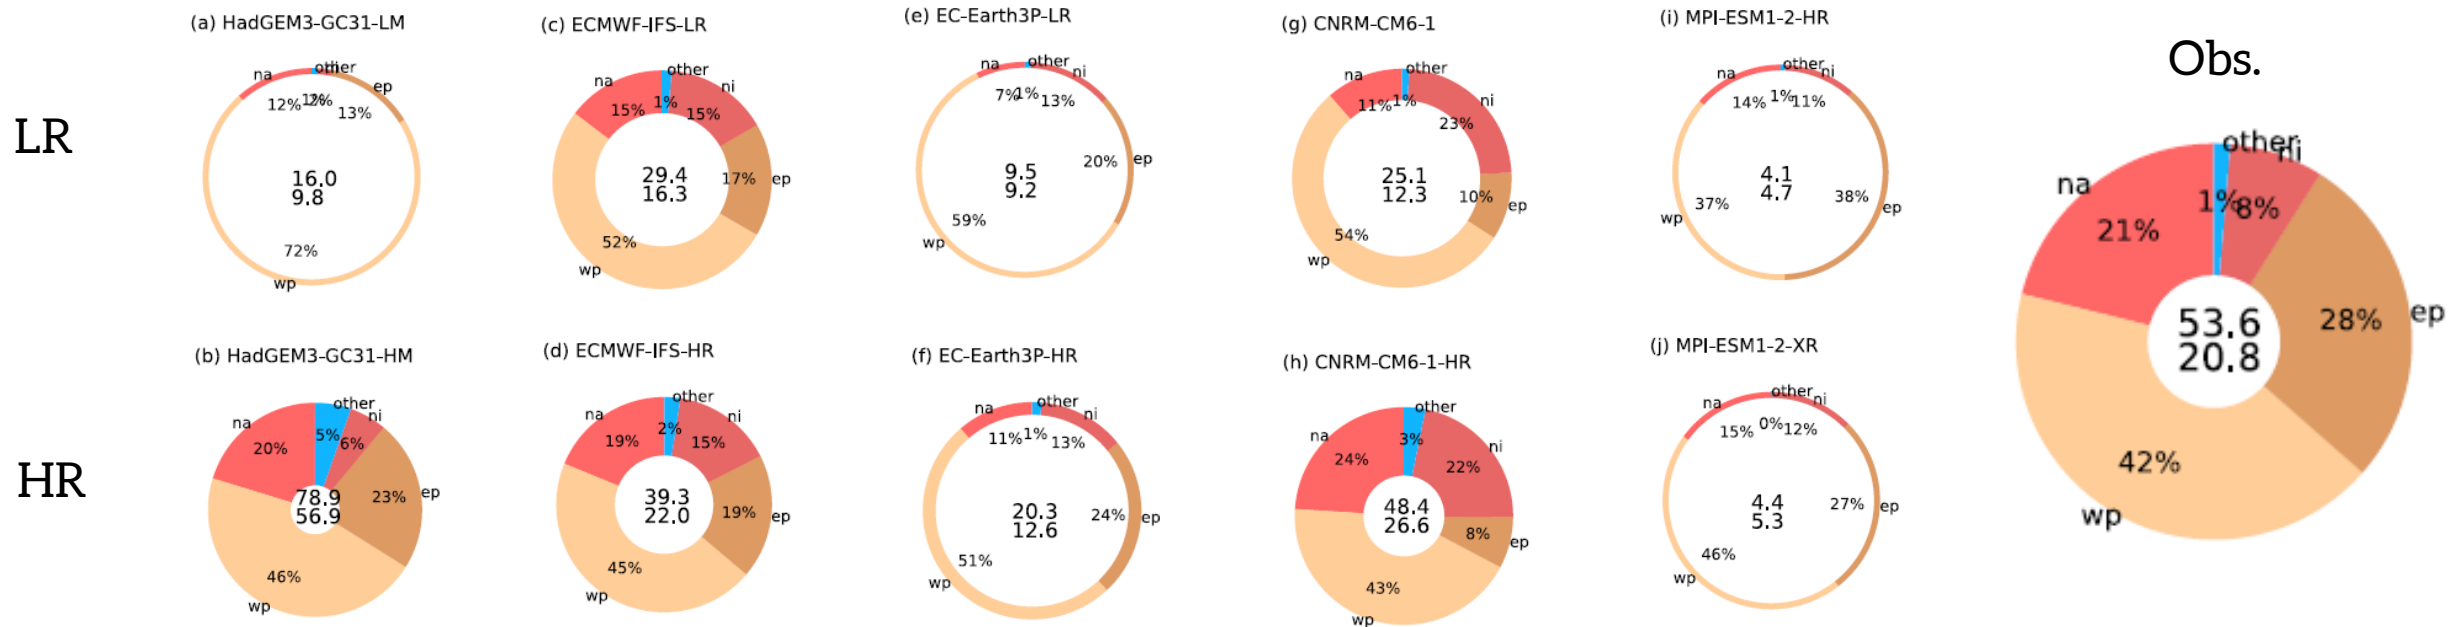 LR
(a) HadGEM3-GC31-LM
na
other
ni
ep
12%
1%
2%
13%
16.0
9.8
72%
wp
(c) ECMWF-IFS-LR
na
other
ni
15%
1%
15%
29.4
16.3
17%
ep
52%
wp
(e) EC-Earth3P-LR
na
other
ni
7%
1%
13%
20%
ep
9.5
9.2
59%
wp
(g) CNRM-CM6-1
na
other
ni
11%
1%
23%
25.1
12.3
10%
ep
54%
wp
(i) MPI-ESM1-2-HR
na
other
ni
14%
1%
11%
4.1
4.7
37%
38%
wp
ep
Obs.
other
ni
na
1%
8%
21%
53.6
20.8
28%
ep
42%
wp
HR
(b) HadGEM3-GC31-HM
na
other
ni
20%
5%
6%
78.9
56.9
23%
ep
46%
wp
(d) ECMWF-IFS-HR
na
other
ni
19%
2%
15%
39.3
22.0
19%
ep
45%
wp
(f) EC-Earth3P-HR
na
other
ni
11%
1%
13%
20.3
12.6
24%
ep
51%
wp
(h) CNRM-CM6-1-HR
na
other
ni
24%
3%
22%
48.4
26.6
8%
ep
43%
wp
(j) MPI-ESM1-2-XR
na
other
ni
15%
0%
12%
4.4
5.3
27%
ep
46%
wp